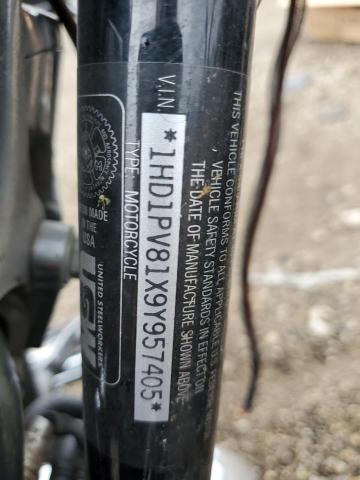 THIS VEHICLE CONFORMS TO ALL APPLICABLE U.S.
VEHICLE SAFETY STANDARDS IN EFFECT ON
THE DATE OF MANUFACTURE SHOWN ABOVE
V.I.N.
*1HD1PV81X9Y957405*
TYPE: MOTORCYCLE
MADE
IN THE
USA
UNITED STEELWORKERS